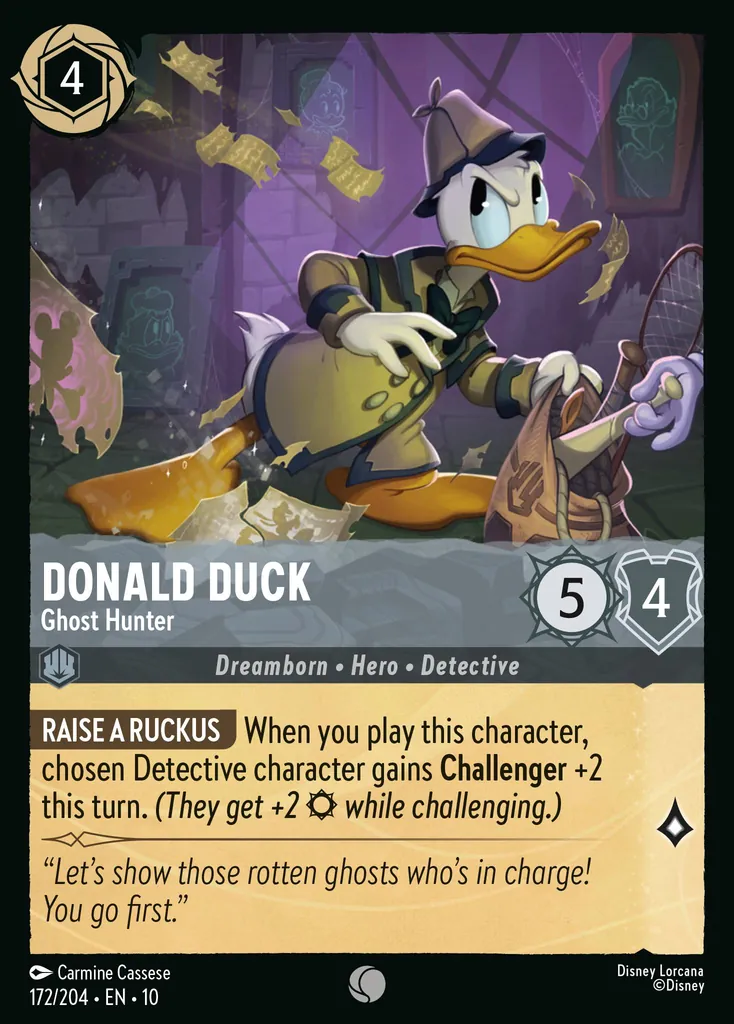 4
DONALD DUCK
Ghost Hunter
5
4
Dreamborn • Hero • Detective
RAISE A RUCKUS When you play this character,
chosen Detective character gains Challenger +2
this turn. (They get +2 while challenging.)
“Let’s show those rotten ghosts who’s in charge!
You go first.”
Carmine Cassese
Disney Lorcana
172/204 • EN • 10
©Disney